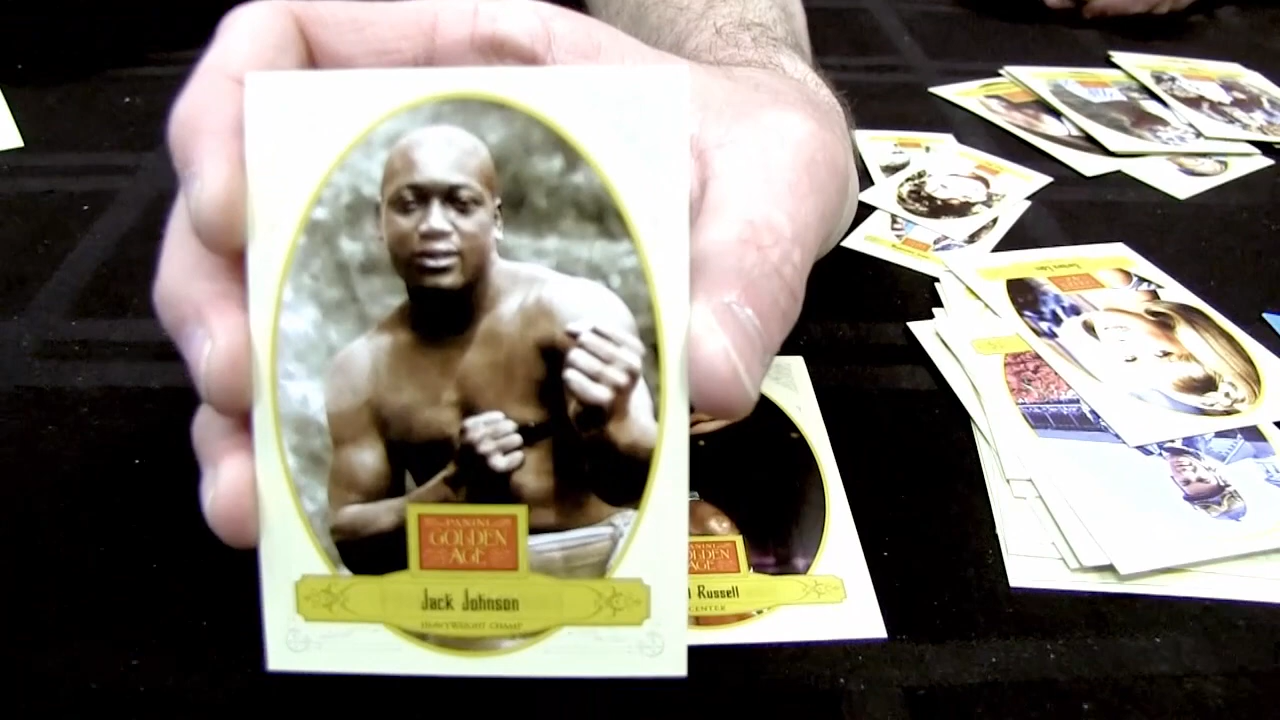 PANINI
GOLDEN
AGE
Jack Johnson
HEAVYWEIGHT CHAMP
PANINI
GOLDEN
AGE
Russell
CENTER